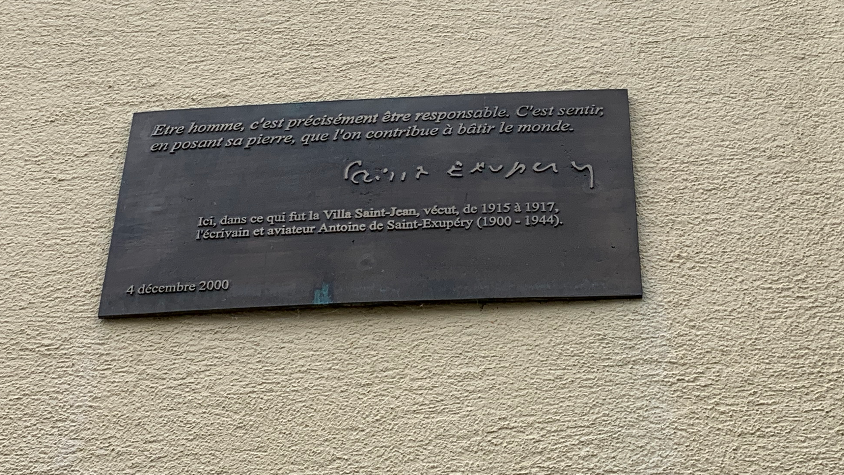 Etre homme, c'est précisément être responsable. C'est sentir,
en posant sa pierre, que l'on contribue à bâtir le monde.
Saint Exupéry
Ici, dans ce qui fut la Villa Saint-Jean, vécut, de 1915 à 1917,
l'écrivain et aviateur Antoine de Saint-Exupéry (1900 - 1944).
4 décembre 2000